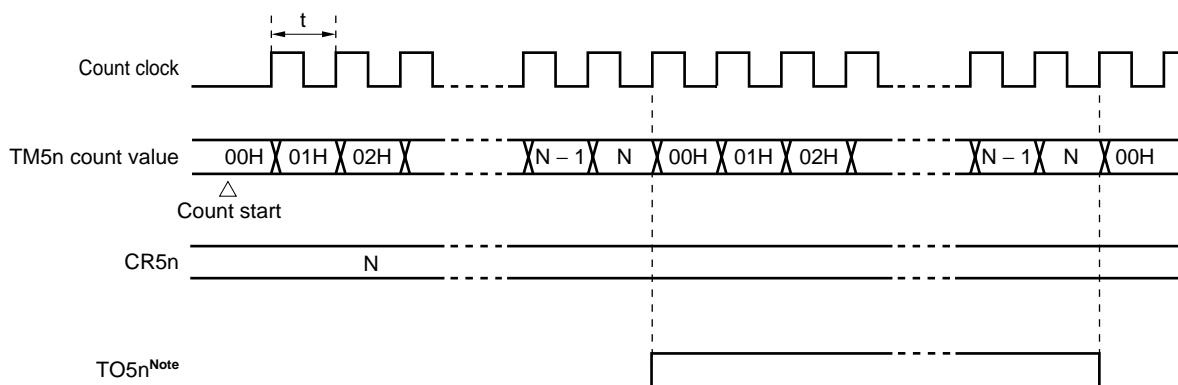 t
Count clock
TM5n count value 00H 01H 02H N – 1 N 00H 01H 02H N – 1 N 00H
△
Count start
CR5n N
TO5nNote